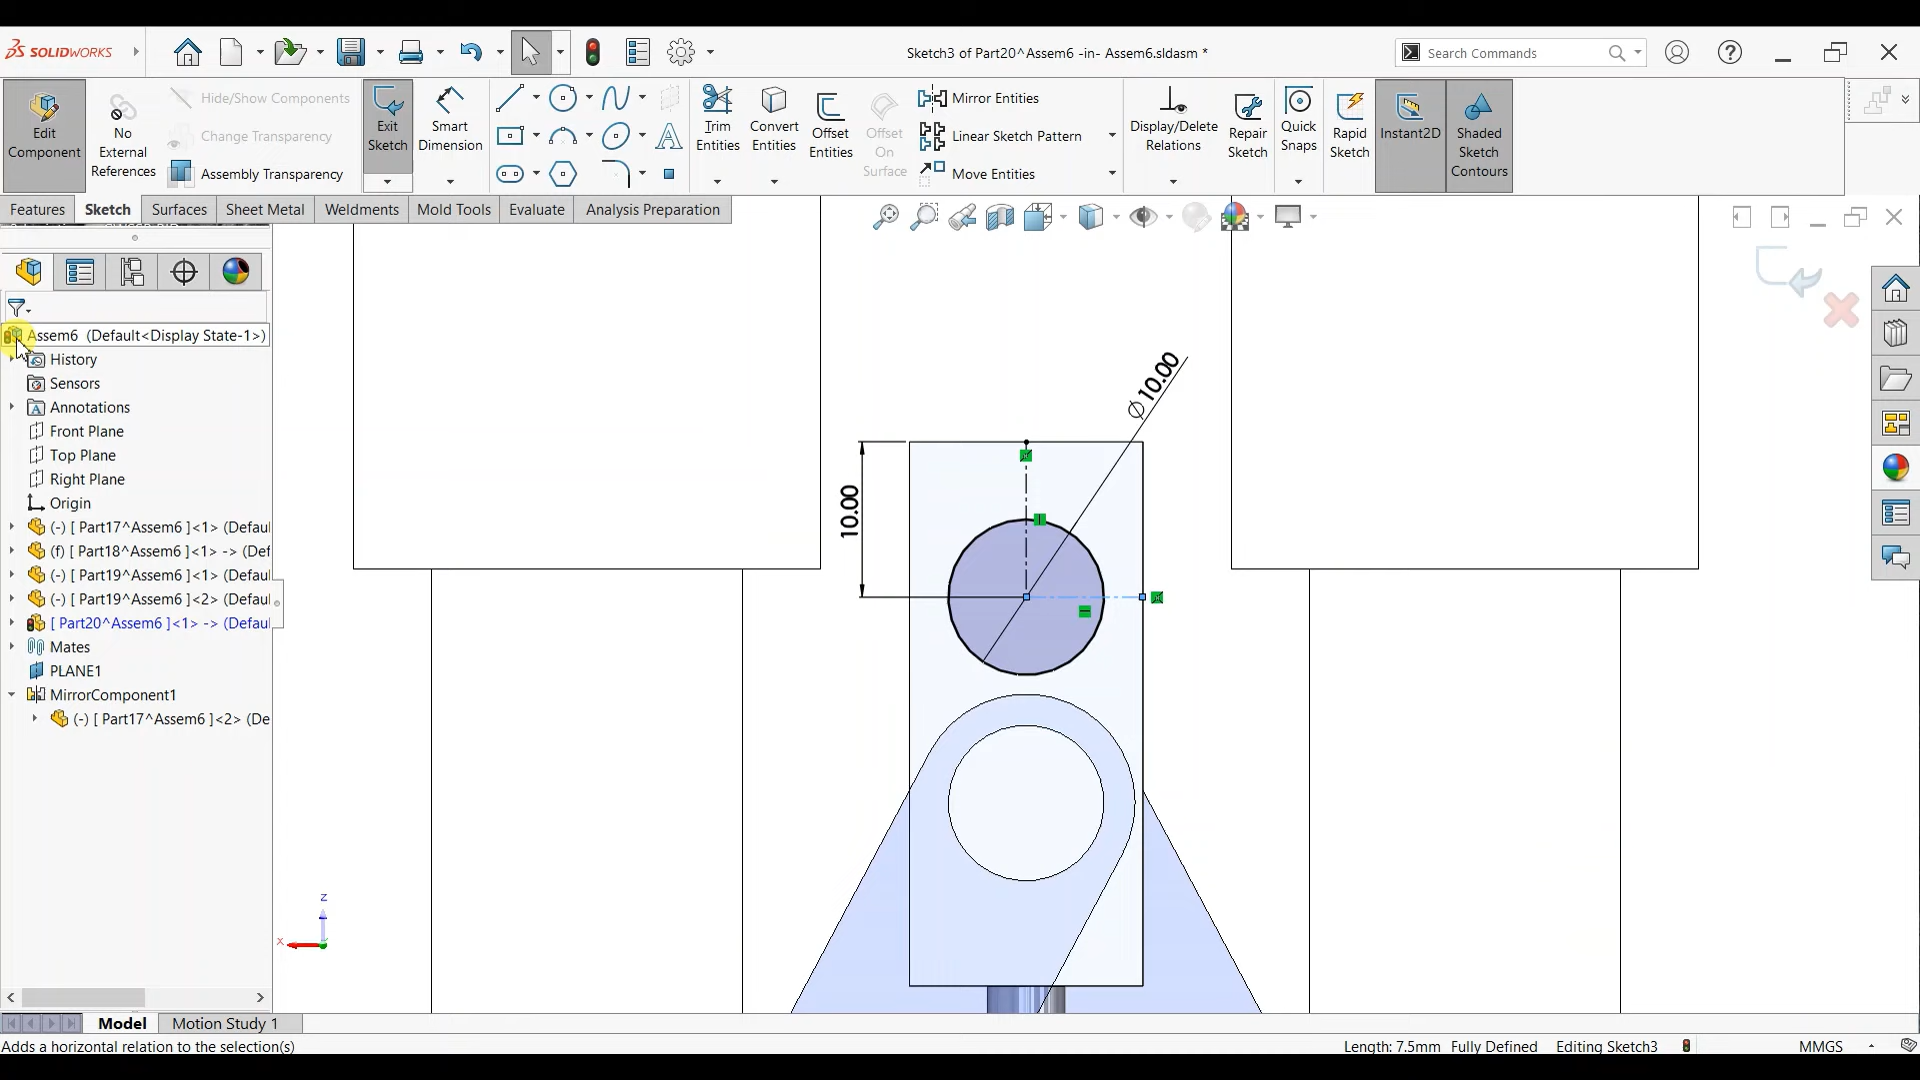 SOLIDWORKS
Sketch3 of Part20^Assem6 -in- Assem6.sldasm *
Search Commands
Edit Component
No External References
Hide/Show Components
Change Transparency
Assembly Transparency
Exit Sketch
Smart Dimension
Trim Entities
Convert Entities
Offset Entities
Offset On Surface
Mirror Entities
Linear Sketch Pattern
Move Entities
Display/Delete Relations
Repair Sketch
Quick Snaps
Rapid Sketch
Instant2D
Shaded Sketch Contours
Features
Sketch
Surfaces
Sheet Metal
Weldments
Mold Tools
Evaluate
Analysis Preparation
Assem6 (Default<Display State-1>)
History
Sensors
Annotations
Front Plane
Top Plane
Right Plane
Origin
(-) [ Part17^Assem6 ]<1> (Defaul
(f) [ Part18^Assem6 ]<1> -> (Def
(-) [ Part19^Assem6 ]<1> (Defaul
(-) [ Part19^Assem6 ]<2> (Defaul
[ Part20^Assem6 ]<1> -> (Defaul
Mates
PLANE1
MirrorComponent1
(-) [ Part17^Assem6 ]<2> (De
∅10.00
10.00
z
x
Model
Motion Study 1
Adds a horizontal relation to the selection(s)
Length: 7.5mm
Fully Defined
Editing Sketch3
MMGS